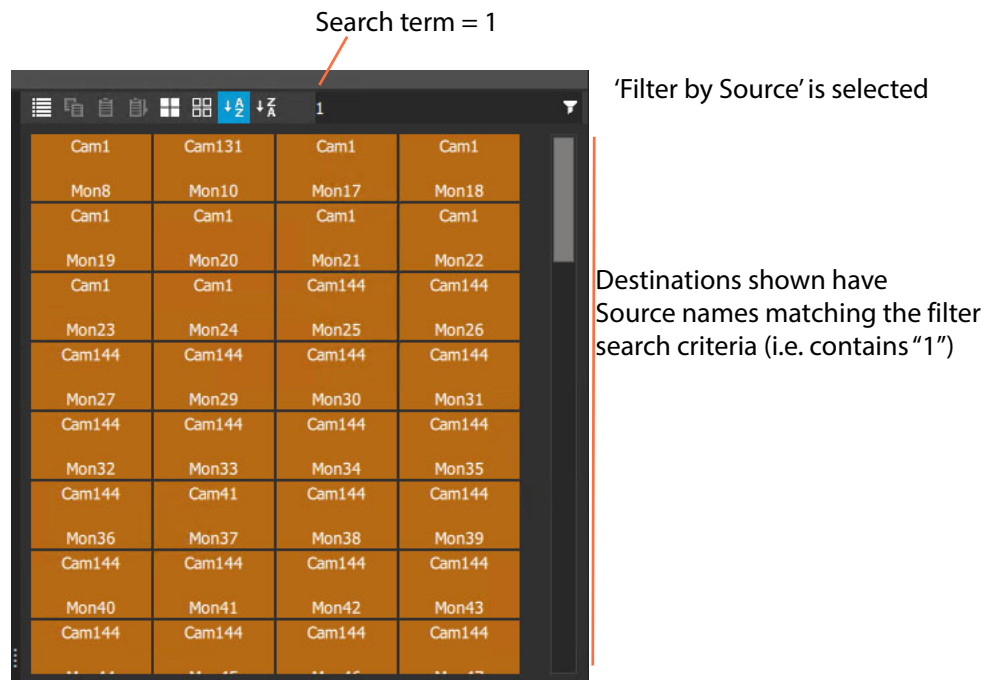 Search term = 1
'Filter by Source' is selected
1
Cam1 Cam131 Cam1 Cam1
Mon8 Mon10 Mon17 Mon18
Cam1 Cam1 Cam1 Cam1
Mon19 Mon20 Mon21 Mon22
Cam1 Cam1 Cam144 Cam144
Mon23 Mon24 Mon25 Mon26
Cam144 Cam144 Cam144 Cam144
Mon27 Mon29 Mon30 Mon31
Cam144 Cam144 Cam144 Cam144
Mon32 Mon33 Mon34 Mon35
Cam144 Cam41 Cam144 Cam144
Mon36 Mon37 Mon38 Mon39
Cam144 Cam144 Cam144 Cam144
Mon40 Mon41 Mon42 Mon43
Cam144 Cam144 Cam144 Cam144
Destinations shown have
Source names matching the filter
search criteria (i.e. contains “1”)